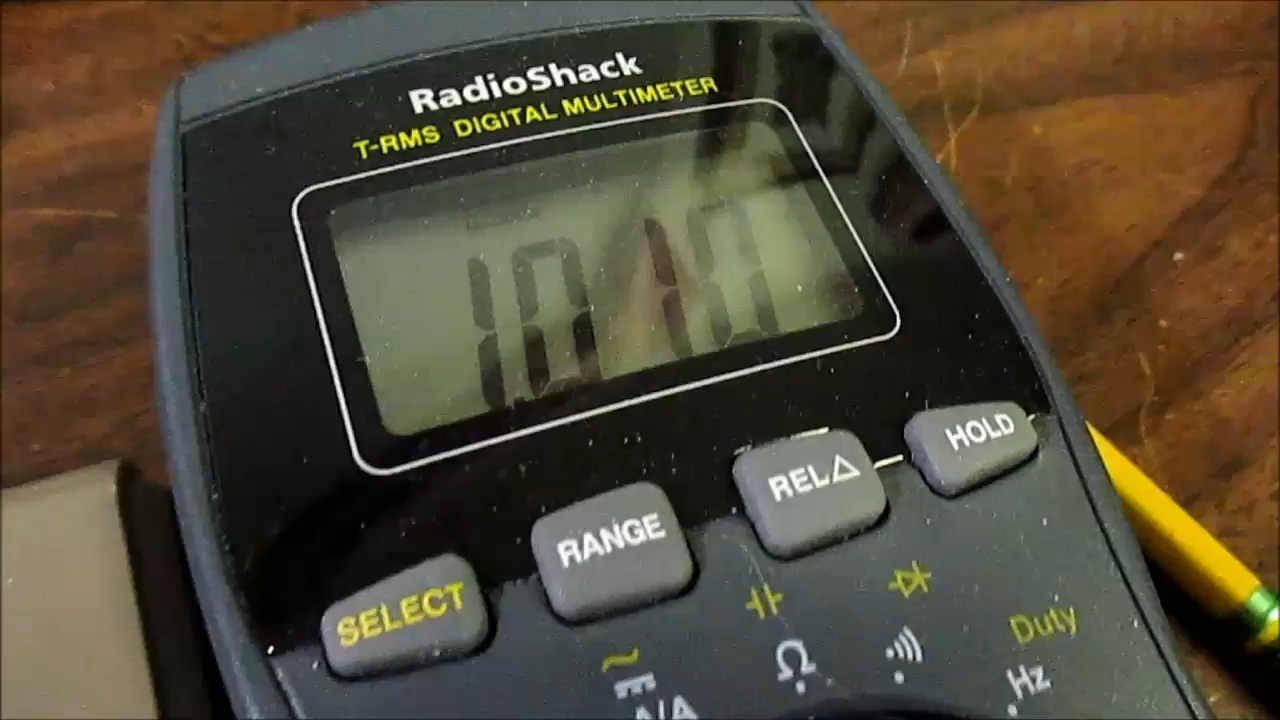 RadioShack
T-RMS DIGITAL MULTIMETER
HOLD
REL△
RANGE
SELECT
Duty
Hz
Ω